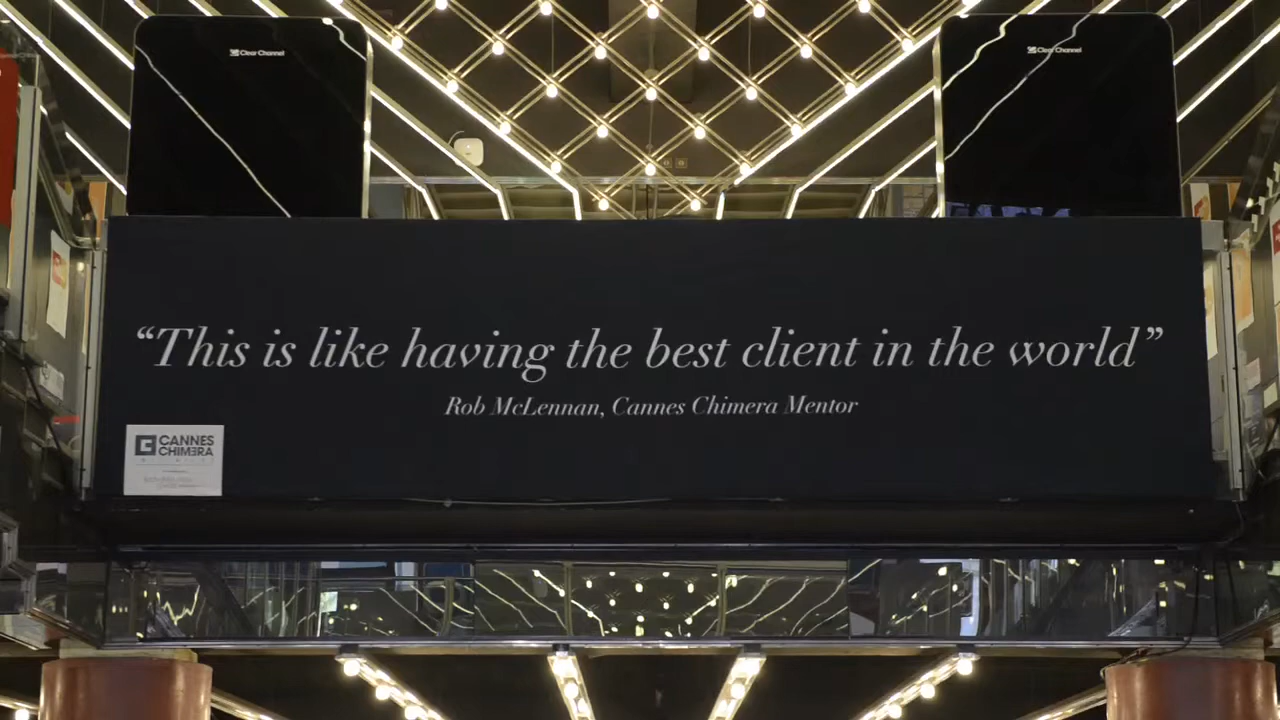 Clear Channel
Clear Channel
“This is like having the best client in the world”
Rob McLennan, Cannes Chimera Mentor
CANNES
CHIMERA